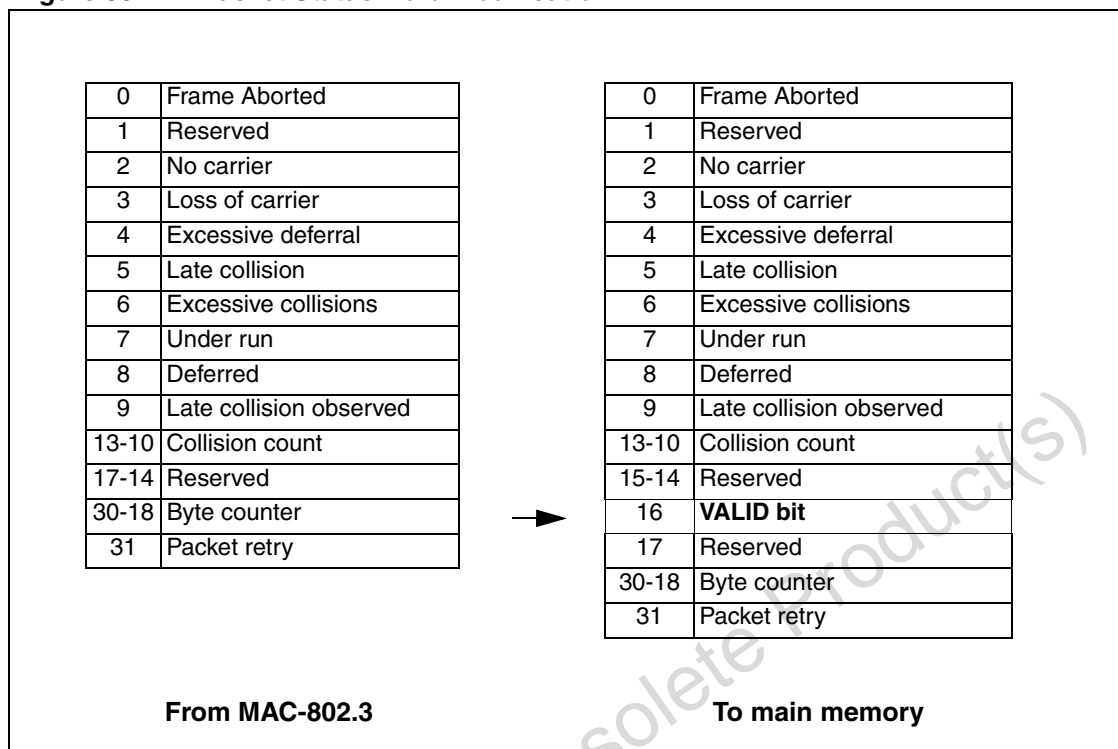 0 Frame Aborted
1 Reserved
2 No carrier
3 Loss of carrier
4 Excessive deferral
5 Late collision
6 Excessive collisions
7 Under run
8 Deferred
9 Late collision observed
13-10 Collision count
17-14 Reserved
30-18 Byte counter
31 Packet retry
From MAC-802.3
0 Frame Aborted
1 Reserved
2 No carrier
3 Loss of carrier
4 Excessive deferral
5 Late collision
6 Excessive collisions
7 Under run
8 Deferred
9 Late collision observed
13-10 Collision count
15-14 Reserved
16 VALID bit
17 Reserved
30-18 Byte counter
31 Packet retry
To main memory
solete Product(s)